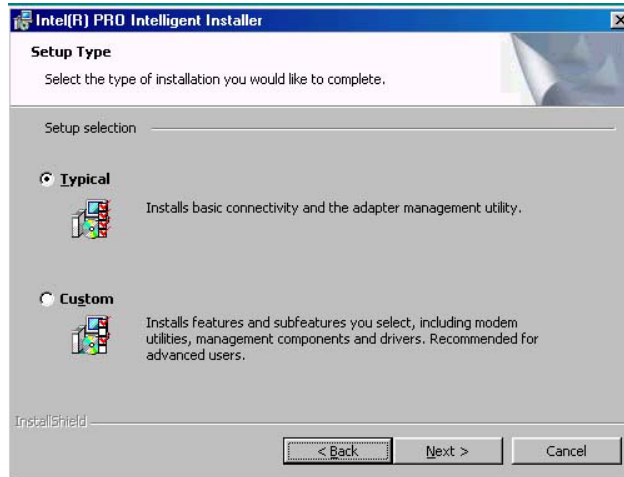 Intel(R) PRO Intelligent Installer
Setup Type
Select the type of installation you would like to complete.
Setup selection
Typical
Installs basic connectivity and the adapter management utility.
Custom
Installs features and subfeatures you select, including modem
utilities, management components and drivers. Recommended for
advanced users.
InstallShield
< Back
Next >
Cancel